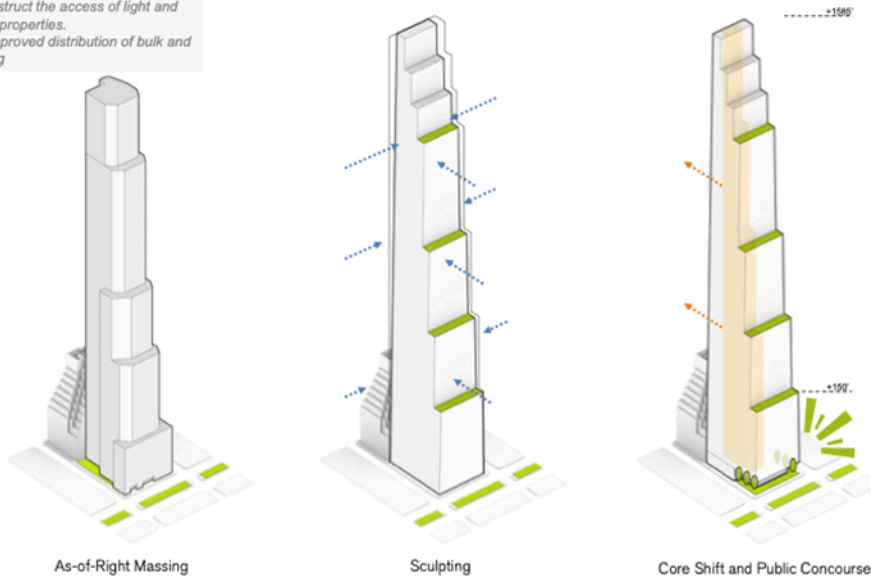 struct the access of light and
properties.
proved distribution of bulk and
g
+1585'
+150'
As-of-Right Massing
Sculpting
Core Shift and Public Concourse